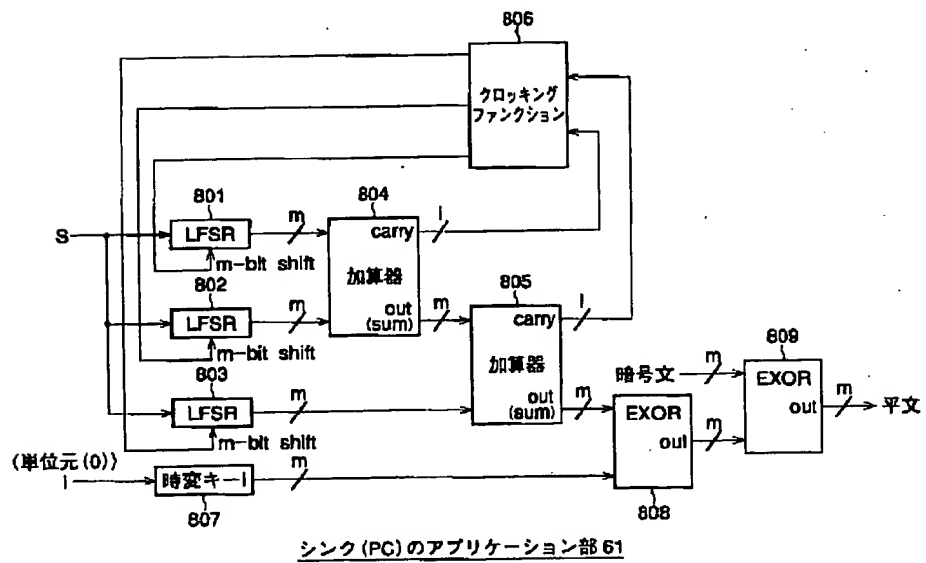 806
クロッキング
ファンクション
801
S
LFSR
m
m-bit shift
804
carry
1
加算器
out
(sum)
m
802
LFSR
m
m-bit shift
805
carry
1
加算器
out
(sum)
m
803
LFSR
m
m-bit shift
(単位元(0))
I
時変キーI
m
807
EXOR
out
m
808
暗号文
m
809
EXOR
out
m
平文
シンク(PC)のアプリケーション部61